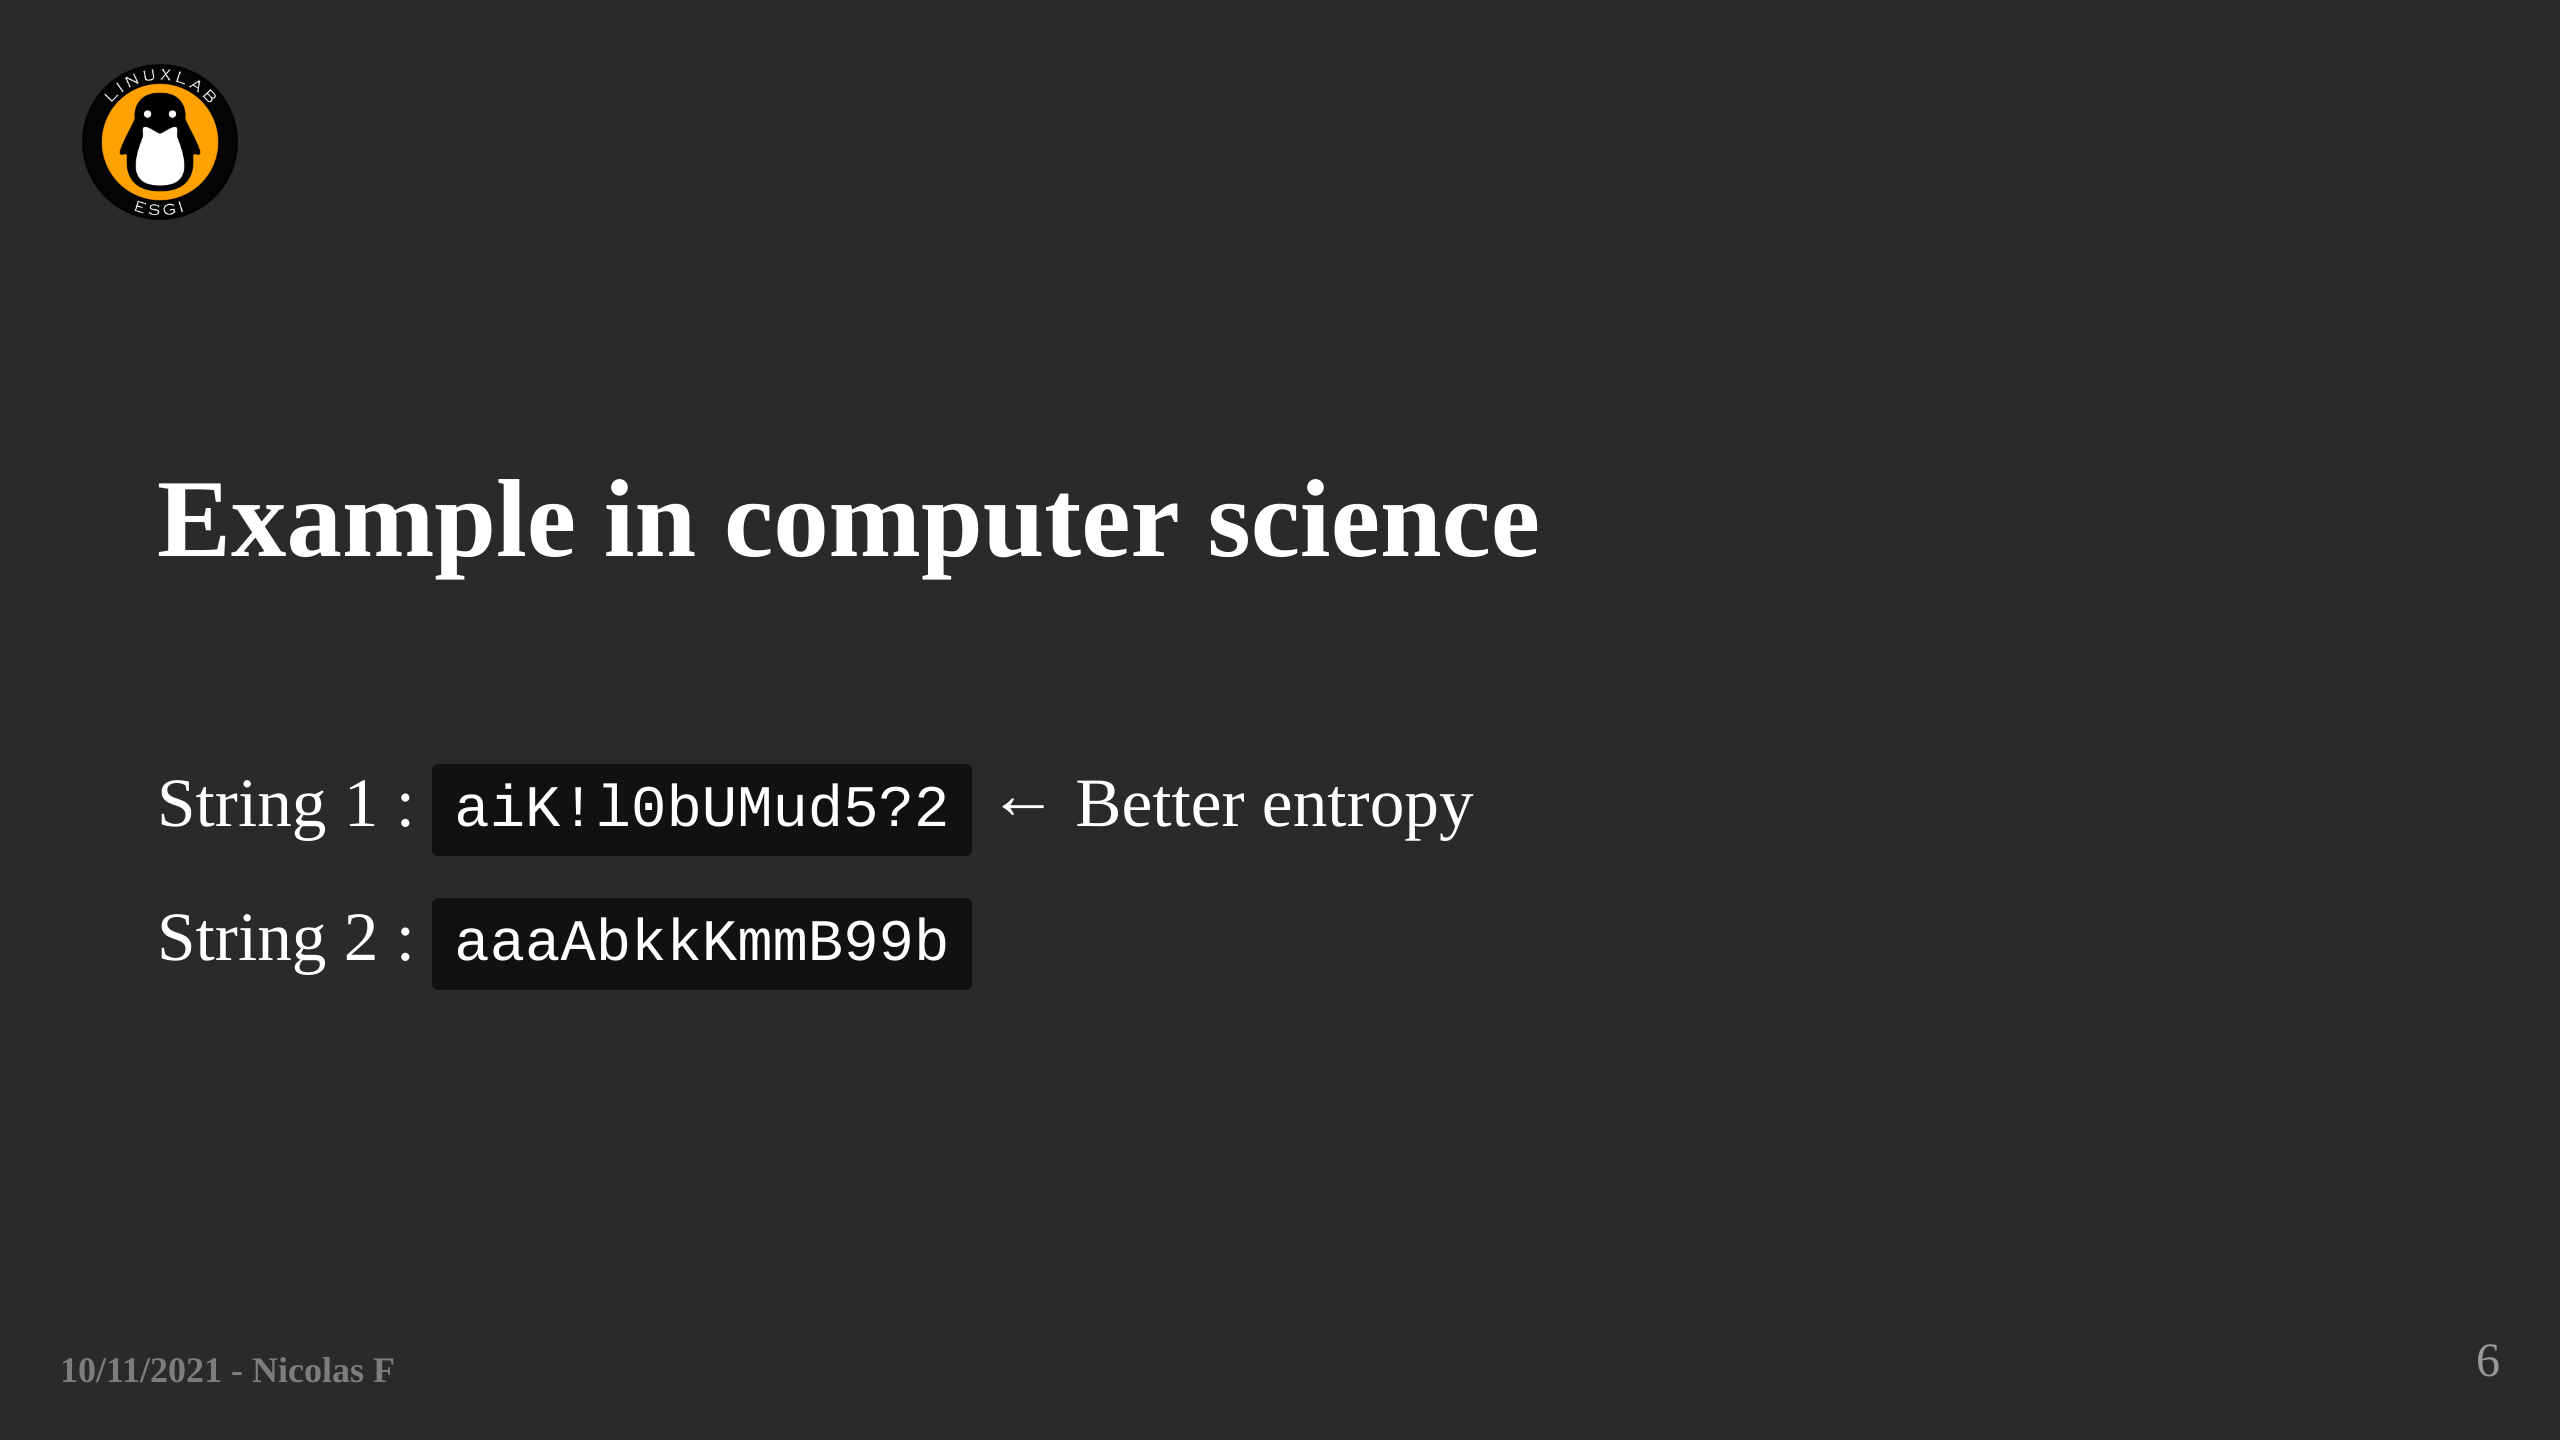 LINUXLAB
ESGI
Example in computer science
String 1 : aiK!l0bUMud5?2 ← Better entropy
String 2 : aaaAbkkKmmB99b
10/11/2021 - Nicolas F
6